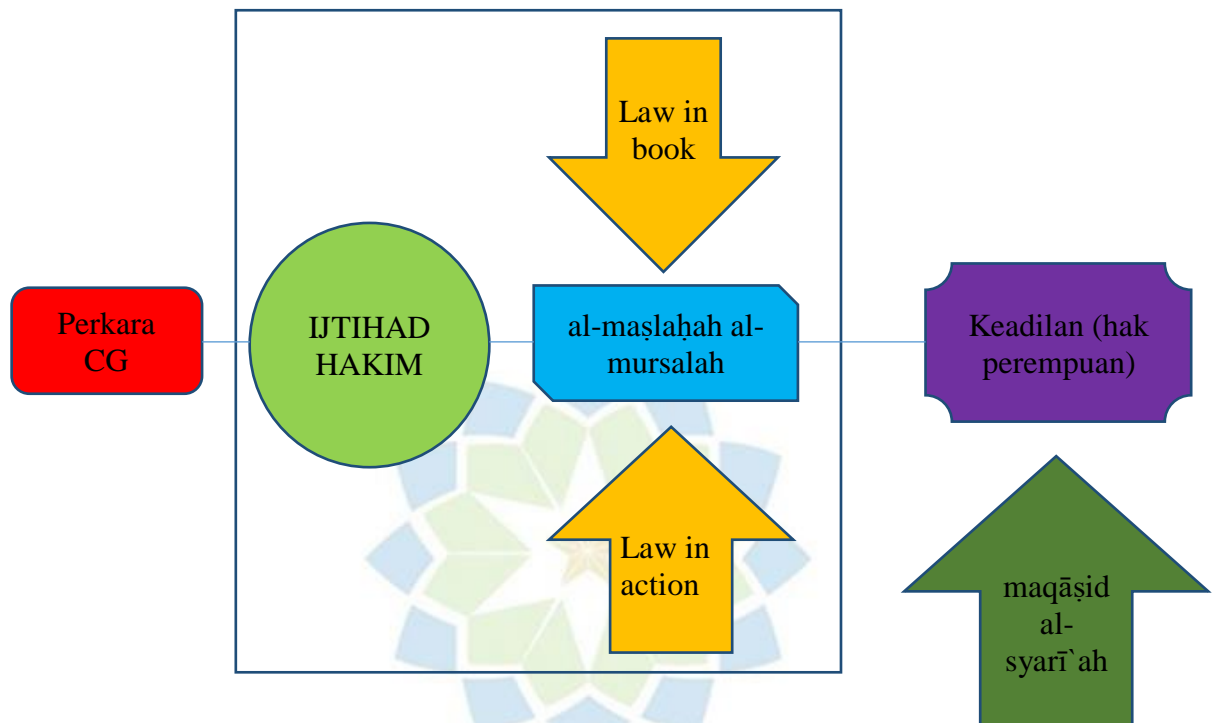 Law in
book
Perkara
CG
IJTIHAD
HAKIM
al-maṣlaḥah al-
mursalah
Keadilan (hak
perempuan)
Law in
action
maqāṣid
al-
syarī`ah